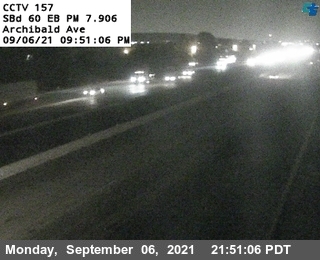 CCTV 157
SBd 60 EB PM 7.906
Archibald Ave
09/06/21 09:51:06 PM
Monday, September 06, 2021 21:51:06 PDT